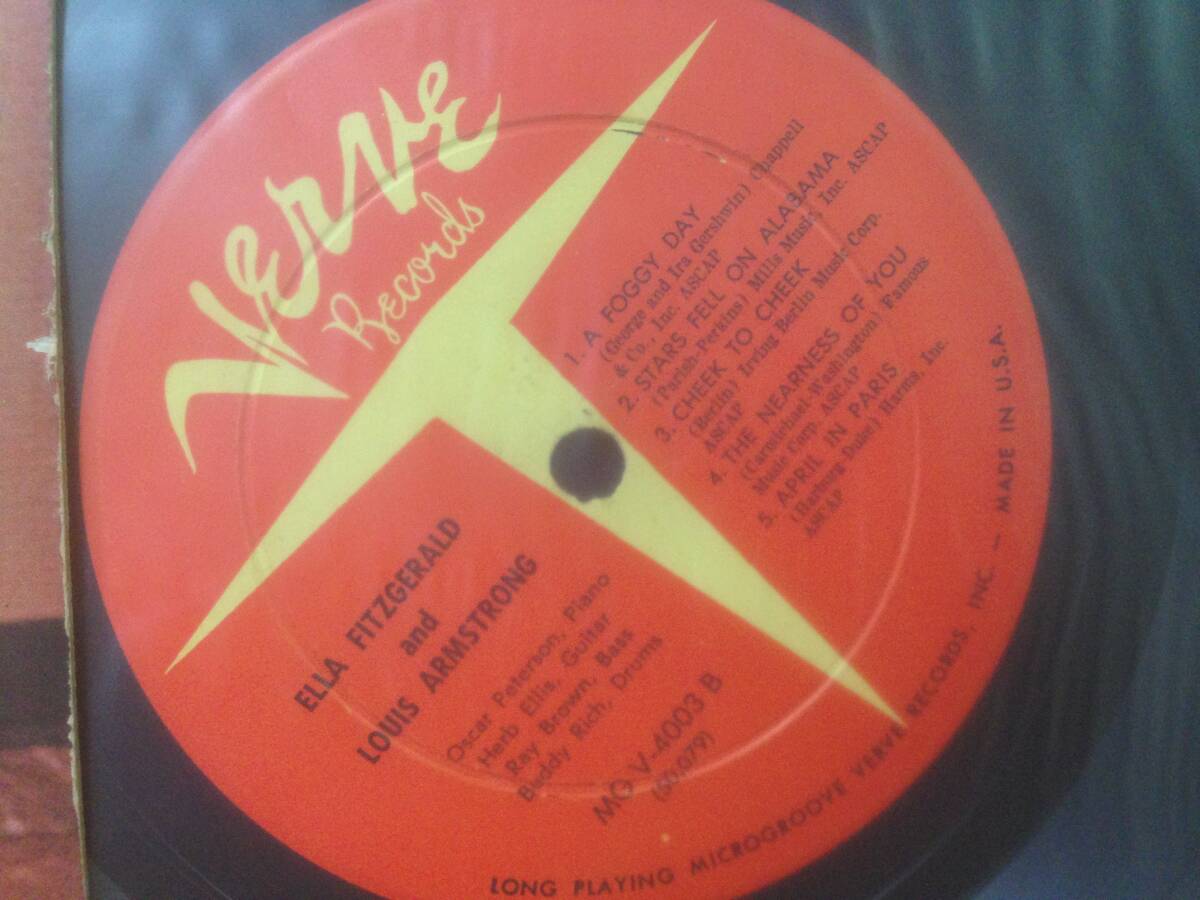 Verve
Records
1. A FOGGY DAY
(George and Ira Gershwin) Chappell
& Co., Inc. ASCAP
2. STARS FELL ON ALABAMA
(Parish-Perkins) Mills Music, Inc. ASCAP
3. CHEEK TO CHEEK
(Berlin) Irving Berlin Music Corp.
ASCAP
4. THE NEARNESS OF YOU
(Carmichael-Washington) Famous
Music Corp. ASCAP
5. APRIL IN PARIS
(Harburg-Duke) Harms, Inc.
ASCAP
ELLA FITZGERALD
and
LOUIS ARMSTRONG
Oscar Peterson, Piano
Herb Ellis, Guitar
Ray Brown, Bass
Buddy Rich, Drums
MG V-4003 B
(50,079)
LONG PLAYING MICROGROOVE VERVE RECORDS, INC. — MADE IN U.S.A.